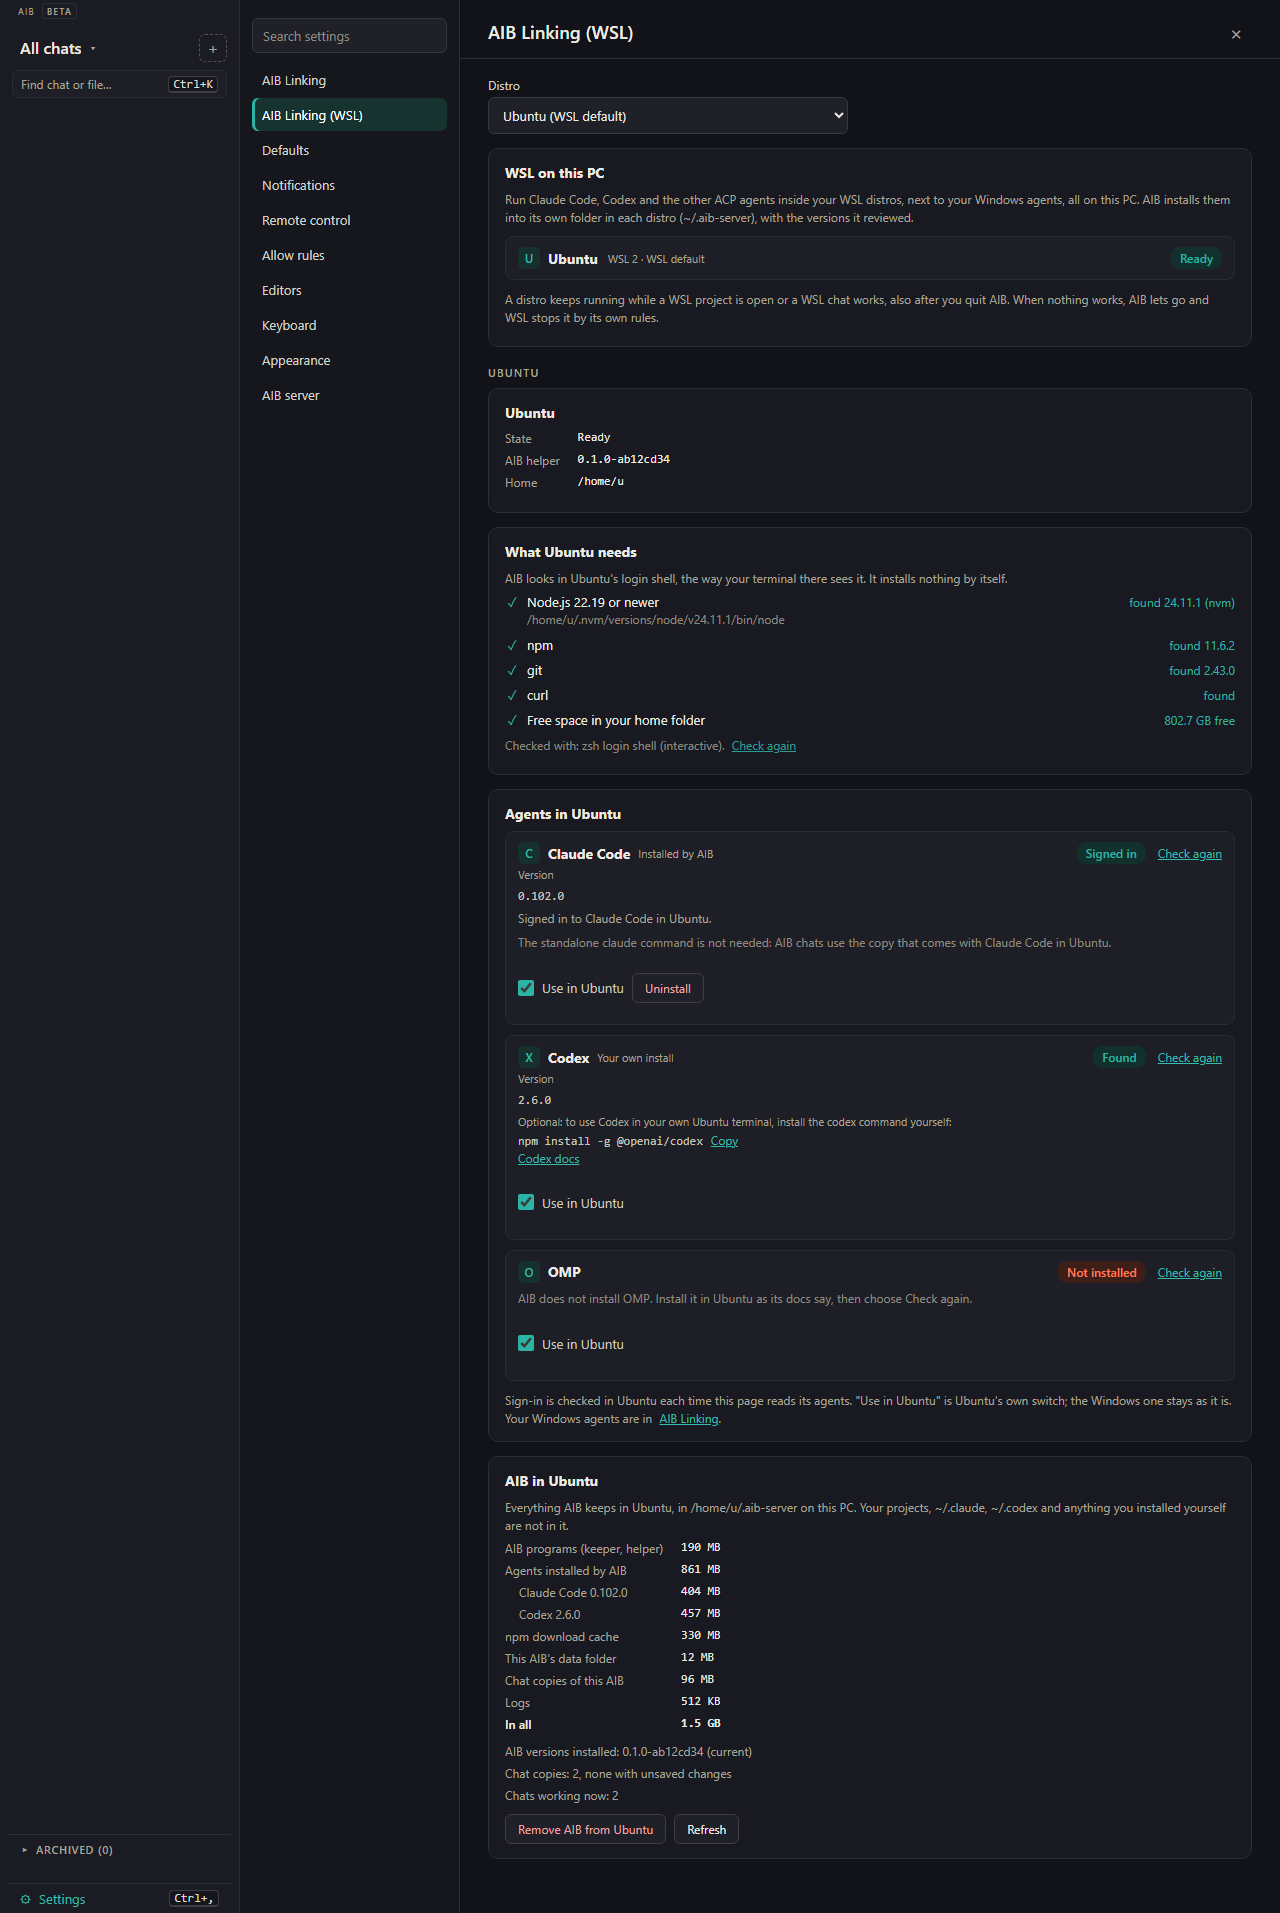 AIB BETA
All chats
+
Find chat or file... Ctrl+K
ARCHIVED (0)
Settings Ctrl+,
Search settings
AIB Linking
AIB Linking (WSL)
Defaults
Notifications
Remote control
Allow rules
Editors
Keyboard
Appearance
AIB server
AIB Linking (WSL)
×
Distro
Ubuntu (WSL default)
WSL on this PC
Run Claude Code, Codex and the other ACP agents inside your WSL distros, next to your Windows agents, all on this PC. AIB installs them
into its own folder in each distro (~/.aib-server), with the versions it reviewed.
U Ubuntu WSL 2 · WSL default Ready
A distro keeps running while a WSL project is open or a WSL chat works, also after you quit AIB. When nothing works, AIB lets go and
WSL stops it by its own rules.
UBUNTU
Ubuntu
State Ready
AIB helper 0.1.0-ab12cd34
Home /home/u
What Ubuntu needs
AIB looks in Ubuntu's login shell, the way your terminal there sees it. It installs nothing by itself.
✓ Node.js 22.19 or newer found 24.11.1 (nvm)
/home/u/.nvm/versions/node/v24.11.1/bin/node
✓ npm found 11.6.2
✓ git found 2.43.0
✓ curl found
✓ Free space in your home folder 802.7 GB free
Checked with: zsh login shell (interactive). Check again
Agents in Ubuntu
C Claude Code Installed by AIB Signed in Check again
Version
0.102.0
Signed in to Claude Code in Ubuntu.
The standalone claude command is not needed: AIB chats use the copy that comes with Claude Code in Ubuntu.
Use in Ubuntu Uninstall
X Codex Your own install Found Check again
Version
2.6.0
Optional: to use Codex in your own Ubuntu terminal, install the codex command yourself:
npm install -g @openai/codex Copy
Codex docs
Use in Ubuntu
O OMP Not installed Check again
AIB does not install OMP. Install it in Ubuntu as its docs say, then choose Check again.
Use in Ubuntu
Sign-in is checked in Ubuntu each time this page reads its agents. "Use in Ubuntu" is Ubuntu's own switch; the Windows one stays as it is.
Your Windows agents are in AIB Linking.
AIB in Ubuntu
Everything AIB keeps in Ubuntu, in /home/u/.aib-server on this PC. Your projects, ~/.claude, ~/.codex and anything you installed yourself
are not in it.
AIB programs (keeper, helper) 190 MB
Agents installed by AIB 861 MB
Claude Code 0.102.0 404 MB
Codex 2.6.0 457 MB
npm download cache 330 MB
This AIB's data folder 12 MB
Chat copies of this AIB 96 MB
Logs 512 KB
In all 1.5 GB
AIB versions installed: 0.1.0-ab12cd34 (current)
Chat copies: 2, none with unsaved changes
Chats working now: 2
Remove AIB from Ubuntu Refresh